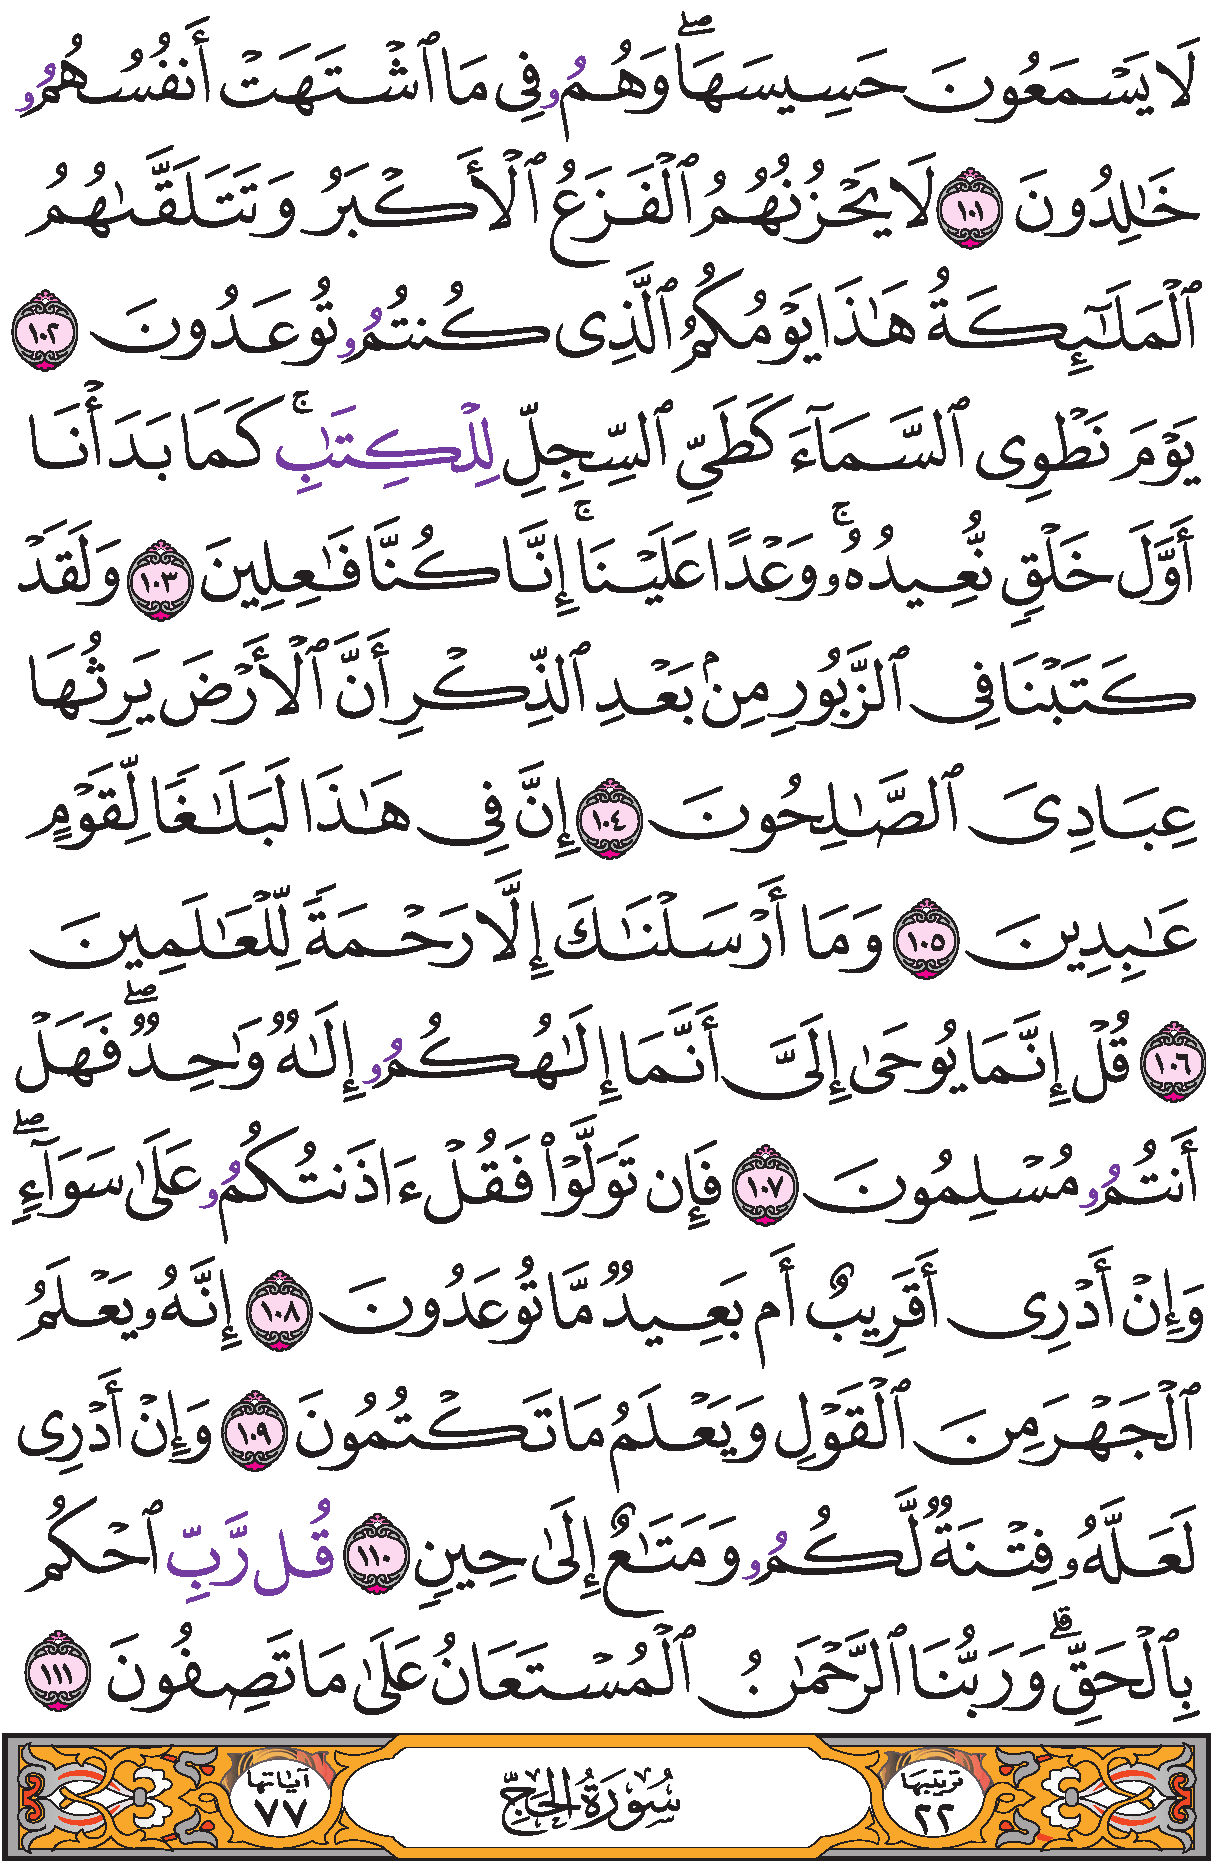 لَا يَسْمَعُونَ حَسِيسَهَا ۖ وَهُمُۥ فِى مَا ٱشْتَهَتْ أَنفُسُهُمُۥ
خَٰلِدُونَ ١٠١ لَا يَحْزُنُهُمُ ٱلْفَزَعُ ٱلْأَكْبَرُ وَتَتَلَقَّىٰهُمُ
ٱلْمَلَٰٓئِكَةُ هَٰذَا يَوْمُكُمُ ٱلَّذِى كُنتُمُۥ تُوعَدُونَ ١٠٢
يَوْمَ نَطْوِى ٱلسَّمَآءَ كَطَىِّ ٱلسِّجِلِّ لِلْكِتَٰبِ ۚ كَمَا بَدَأْنَا
أَوَّلَ خَلْقٍ نُّعِيدُهُۥ ۚ وَعْدًا عَلَيْنَا ۚ إِنَّا كُنَّا فَٰعِلِينَ ١٠٣ وَلَقَدْ
كَتَبْنَا فِى ٱلزَّبُورِ مِنۢ بَعْدِ ٱلذِّكْرِ أَنَّ ٱلْأَرْضَ يَرِثُهَا
عِبَادِىَ ٱلصَّٰلِحُونَ ١٠٤ إِنَّ فِى هَٰذَا لَبَلَٰغًا لِّقَوْمٍ
عَٰبِدِينَ ١٠٥ وَمَا أَرْسَلْنَٰكَ إِلَّا رَحْمَةً لِّلْعَٰلَمِينَ
١٠٦ قُلْ إِنَّمَا يُوحَىٰ إِلَىَّ أَنَّمَا إِلَٰهُكُمُۥ إِلَٰهٌ وَٰحِدٌ ۖ فَهَلْ
أَنتُمُۥ مُسْلِمُونَ ١٠٧ فَإِن تَوَلَّوْا۟ فَقُلْ ءَاذَنتُكُمُۥ عَلَىٰ سَوَآءٍ ۖ
وَإِنْ أَدْرِى أَقَرِيبٌ أَم بَعِيدٌ مَّا تُوعَدُونَ ١٠٨ إِنَّهُۥ يَعْلَمُ
ٱلْجَهْرَ مِنَ ٱلْقَوْلِ وَيَعْلَمُ مَا تَكْتُمُونَ ١٠٩ وَإِنْ أَدْرِى
لَعَلَّهُۥ فِتْنَةٌ لَّكُمُۥ وَمَتَٰعٌ إِلَىٰ حِينٍ ١١٠ قُل رَّبِّ ٱحْكُم
بِٱلْحَقِّ ۗ وَرَبُّنَا ٱلرَّحْمَٰنُ ٱلْمُسْتَعَانُ عَلَىٰ مَا تَصِفُونَ ١١١
ترتيبها ٢٢ سُورَةُ الحَجِّ آياتها ٧٧